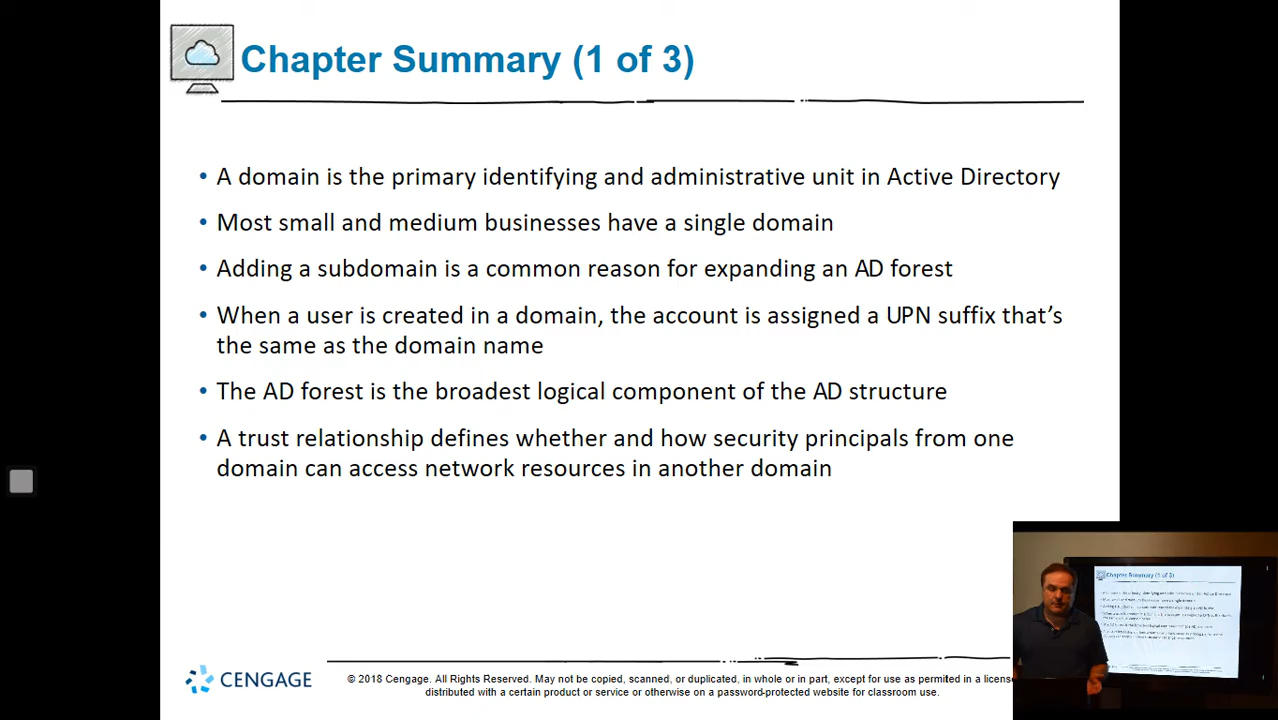 Chapter Summary (1 of 3)
• A domain is the primary identifying and administrative unit in Active Directory
• Most small and medium businesses have a single domain
• Adding a subdomain is a common reason for expanding an AD forest
• When a user is created in a domain, the account is assigned a UPN suffix that's
the same as the domain name
• The AD forest is the broadest logical component of the AD structure
• A trust relationship defines whether and how security principals from one
domain can access network resources in another domain
Chapter Summary (1 of 3)
CENGAGE
© 2018 Cengage. All Rights Reserved. May not be copied, scanned, or duplicated, in whole or in part, except for use as permitted in a license
distributed with a certain product or service or otherwise on a password-protected website for classroom use.